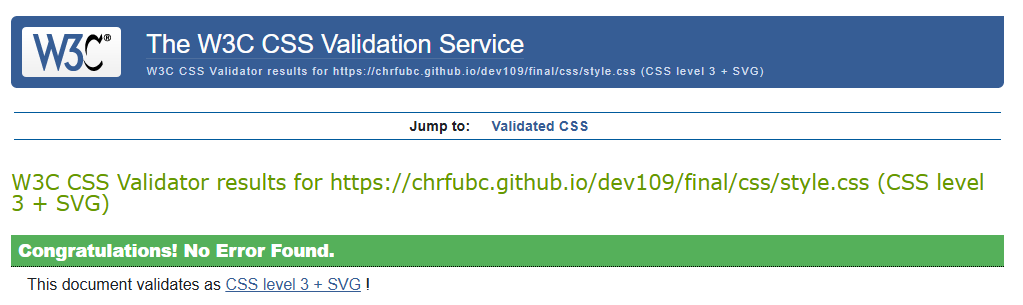 W3C®
The W3C CSS Validation Service
W3C CSS Validator results for https://chrfubc.github.io/dev109/final/css/style.css (CSS level 3 + SVG)
Jump to: Validated CSS
W3C CSS Validator results for https://chrfubc.github.io/dev109/final/css/style.css (CSS level
3 + SVG)
Congratulations! No Error Found.
This document validates as CSS level 3 + SVG !